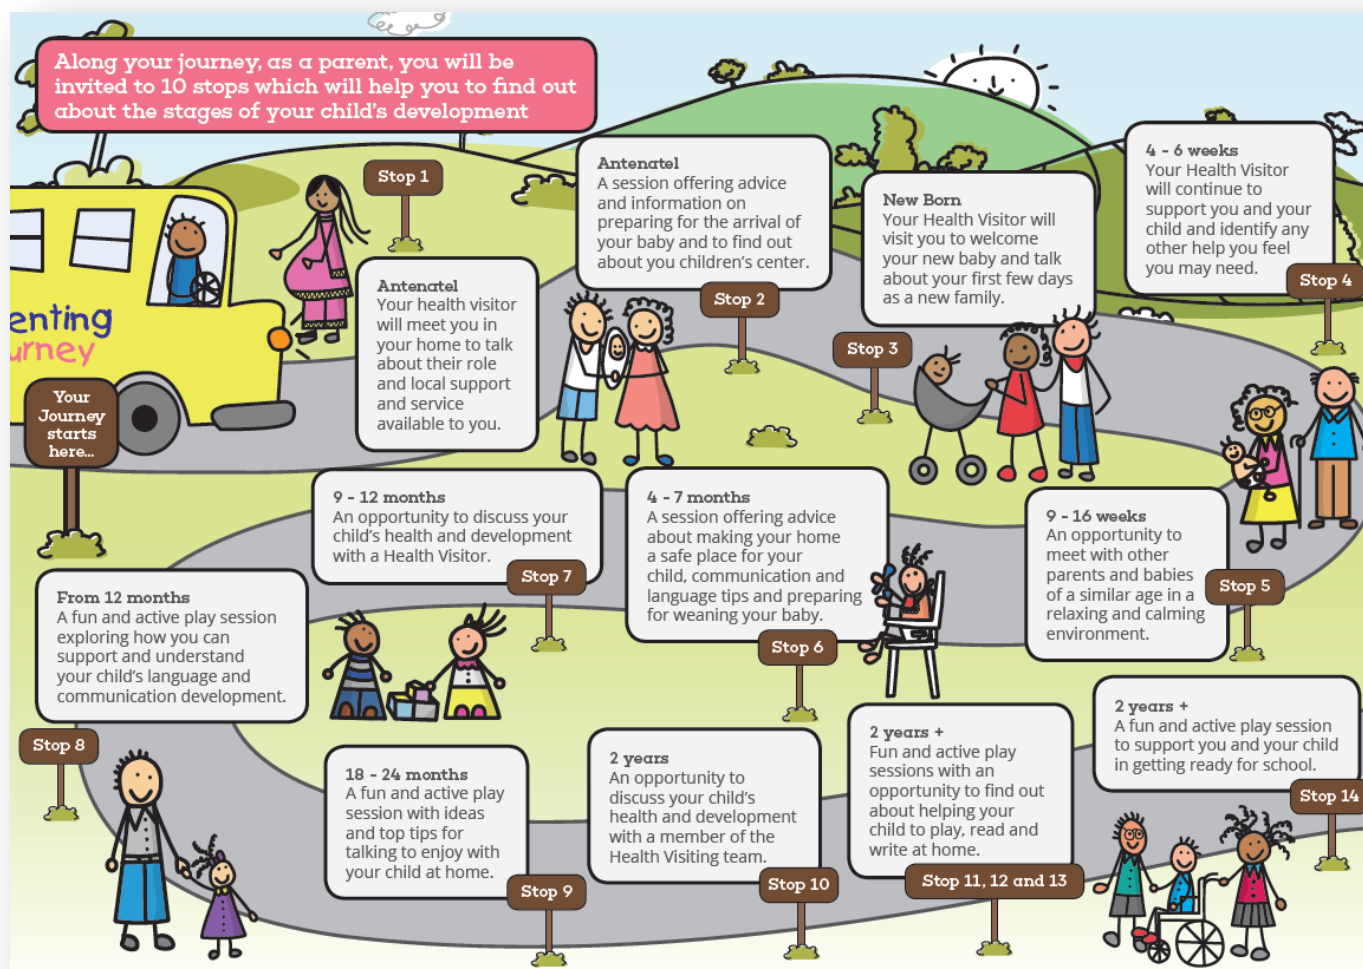 Along your journey, as a parent, you will be
invited to 10 stops which will help you to find out
about the stages of your child's development
enting
urney
Your
Journey
starts
here...
Stop 1
Antenatel
Your health visitor
will meet you in
your home to talk
about their role
and local support
and service
available to you.
Antenatel
A session offering advice
and information on
preparing for the arrival of
your baby and to find out
about you children's center.
Stop 2
New Born
Your Health Visitor will
visit you to welcome
your new baby and talk
about your first few days
as a new family.
Stop 3
4 - 6 weeks
Your Health Visitor
will continue to
support you and your
child and identify any
other help you feel
you may need.
Stop 4
9 - 16 weeks
An opportunity to
meet with other
parents and babies
of a similar age in a
relaxing and calming
environment.
Stop 5
4 - 7 months
A session offering advice
about making your home
a safe place for your
child, communication and
language tips and preparing
for weaning your baby.
Stop 6
9 - 12 months
An opportunity to discuss your
child's health and development
with a Health Visitor.
Stop 7
From 12 months
A fun and active play session
exploring how you can
support and understand
your child's language and
communication development.
Stop 8
18 - 24 months
A fun and active play
session with ideas
and top tips for
talking to enjoy with
your child at home.
Stop 9
2 years
An opportunity to
discuss your child's
health and development
with a member of the
Health Visiting team.
Stop 10
2 years +
Fun and active play
sessions with an
opportunity to find out
about helping your
child to play, read and
write at home.
Stop 11, 12 and 13
2 years +
A fun and active play session
to support you and your child
in getting ready for school.
Stop 14